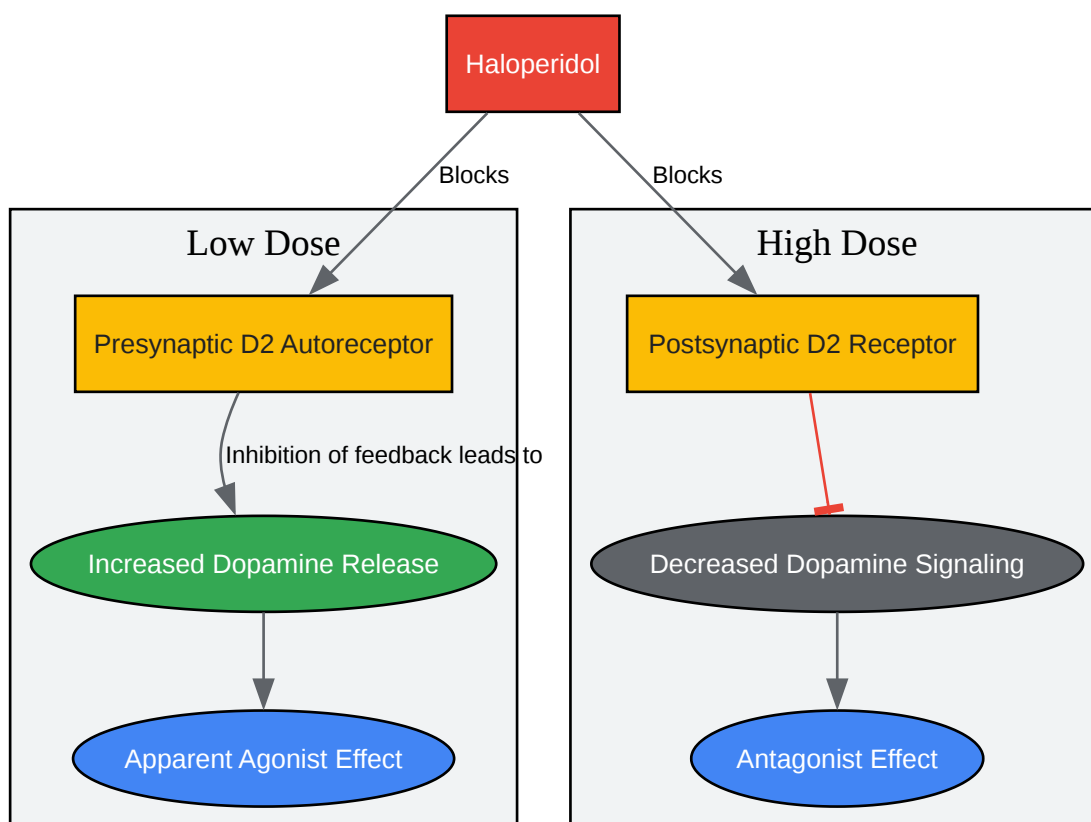 Haloperidol
Blocks
Blocks
Low Dose
High Dose
Presynaptic D2 Autoreceptor
Postsynaptic D2 Receptor
Inhibition of feedback leads to
Increased Dopamine Release
Decreased Dopamine Signaling
Apparent Agonist Effect
Antagonist Effect